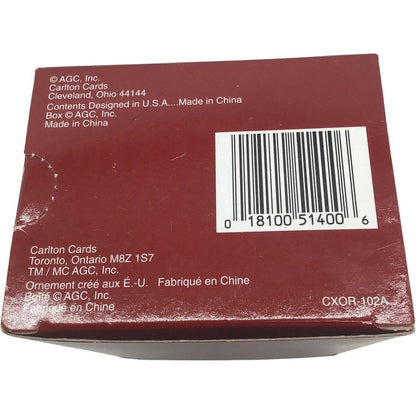 © AGC, Inc.
Carlton Cards
Cleveland, Ohio 44144
Contents Designed in U.S.A....Made in China
Box © AGC, Inc.
Made in China
0 18100 51400 6
Carlton Cards
Toronto, Ontario M8Z 1S7
TM / MC AGC, Inc.
Ornement créé aux É.-U. Fabriqué en Chine
Boîte © AGC, Inc.
Fabriqué en Chine
CXOR-102A